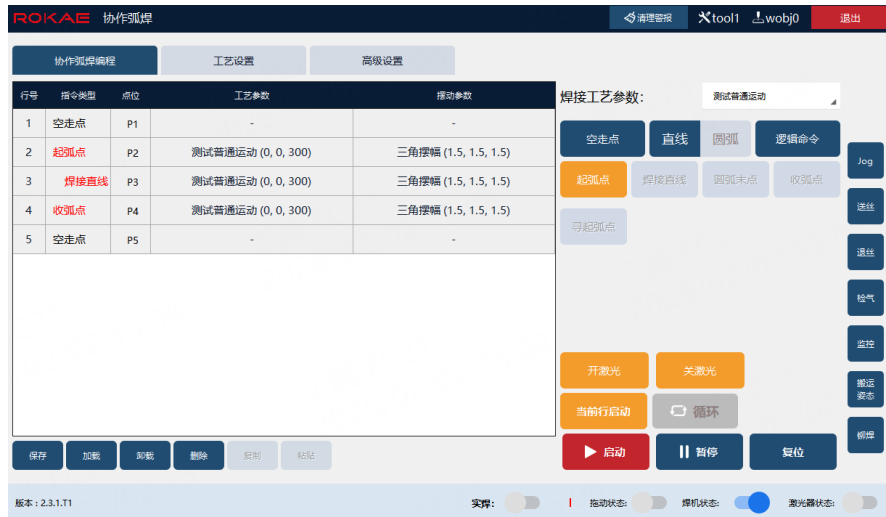 ROKAE 协作弧焊 清理警报 tool1 wobj0 退出
协作弧焊编程 工艺设置 高级设置
行号 指令类型 点位 工艺参数 摆动参数
1 空走点 P1 - -
2 起弧点 P2 测试普通运动 (0, 0, 300) 三角摆幅 (1.5, 1.5, 1.5)
3 焊接直线 P3 测试普通运动 (0, 0, 300) 三角摆幅 (1.5, 1.5, 1.5)
4 收弧点 P4 测试普通运动 (0, 0, 300) 三角摆幅 (1.5, 1.5, 1.5)
5 空走点 P5 - -
焊接工艺参数: 测试普通运动
空走点 直线 圆弧 逻辑命令
起弧点 焊接直线 圆弧末点 收弧点
寻起弧点
Jog
送丝
退丝
检气
监控
搬运
姿态
铆焊
开激光 关激光
当前行启动 循环
启动 暂停 复位
保存 加载 卸载 删除 复制 粘贴
版本：2.3.1.T1 实焊: 拖动状态: 焊机状态: 激光器状态: